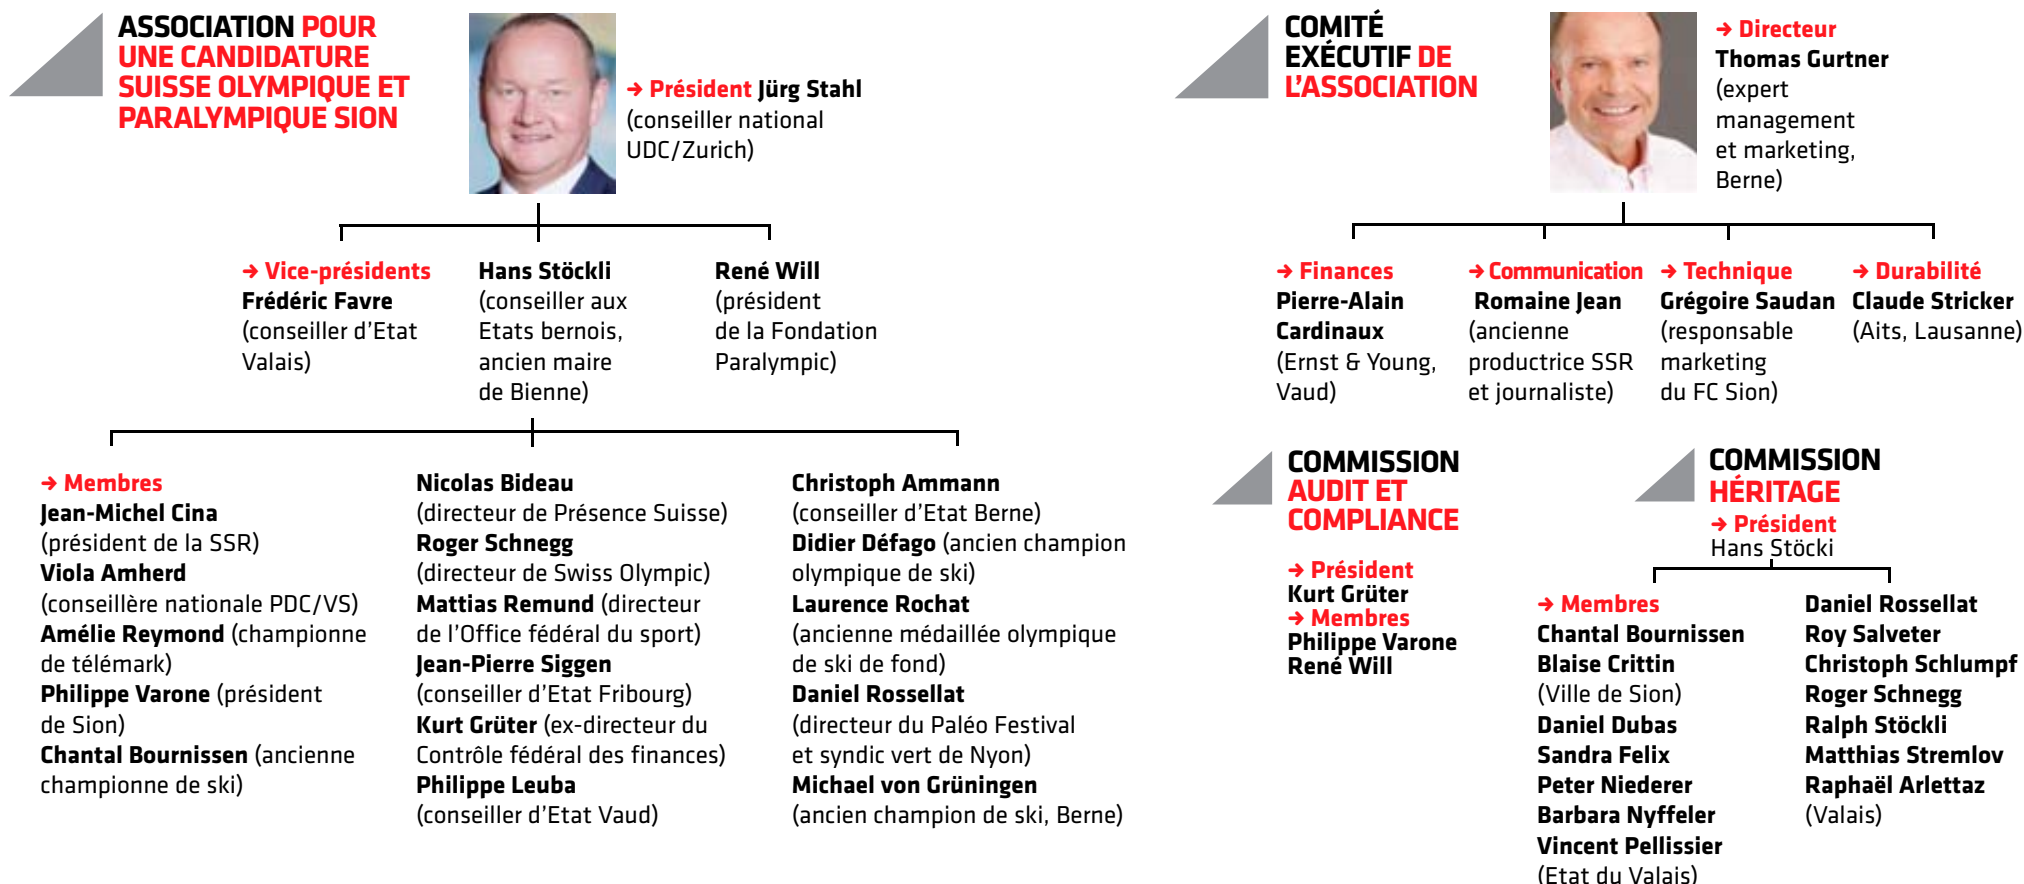 ASSOCIATION POUR
UNE CANDIDATURE
SUISSE OLYMPIQUE ET
PARALYMPIQUE SION
→ Président Jürg Stahl
(conseiller national
UDC/Zurich)
→ Vice-présidents
Frédéric Favre
(conseiller d'Etat
Valais)
Hans Stöckli
(conseiller aux
Etats bernois,
ancien maire
de Bienne)
René Will
(président
de la Fondation
Paralympic)
→ Membres
Jean-Michel Cina
(président de la SSR)
Viola Amherd
(conseillère nationale PDC/VS)
Amélie Reymond (championne
de télémark)
Philippe Varone (président
de Sion)
Chantal Bournissen (ancienne
championne de ski)
Nicolas Bideau
(directeur de Présence Suisse)
Roger Schnegg
(directeur de Swiss Olympic)
Mattias Remund (directeur
de l'Office fédéral du sport)
Jean-Pierre Siggen
(conseiller d'Etat Fribourg)
Kurt Grüter (ex-directeur du
Contrôle fédéral des finances)
Philippe Leuba
(conseiller d'Etat Vaud)
Christoph Ammann
(conseiller d'Etat Berne)
Didier Défago (ancien champion
olympique de ski)
Laurence Rochat
(ancienne médaillée olympique
de ski de fond)
Daniel Rossellat
(directeur du Paléo Festival
et syndic vert de Nyon)
Michael von Grüningen
(ancien champion de ski, Berne)
COMITÉ
EXÉCUTIF DE
L'ASSOCIATION
→ Directeur
Thomas Gurtner
(expert
management
et marketing,
Berne)
→ Finances
Pierre-Alain
Cardinaux
(Ernst & Young,
Vaud)
→ Communication
Romaine Jean
(ancienne
productrice SSR
et journaliste)
→ Technique
Grégoire Saudan
(responsable
marketing
du FC Sion)
→ Durabilité
Claude Stricker
(Aits, Lausanne)
COMMISSION
AUDIT ET
COMPLIANCE
→ Président
Kurt Grüter
→ Membres
Philippe Varone
René Will
COMMISSION
HÉRITAGE
→ Président
Hans Stöcki
→ Membres
Chantal Bournissen
Blaise Crittin
(Ville de Sion)
Daniel Dubas
Sandra Felix
Peter Niederer
Barbara Nyffeler
Vincent Pellissier
(Etat du Valais)
Daniel Rossellat
Roy Salveter
Christoph Schlumpf
Roger Schnegg
Ralph Stöckli
Matthias Stremlov
Raphaël Arlettaz
(Valais)